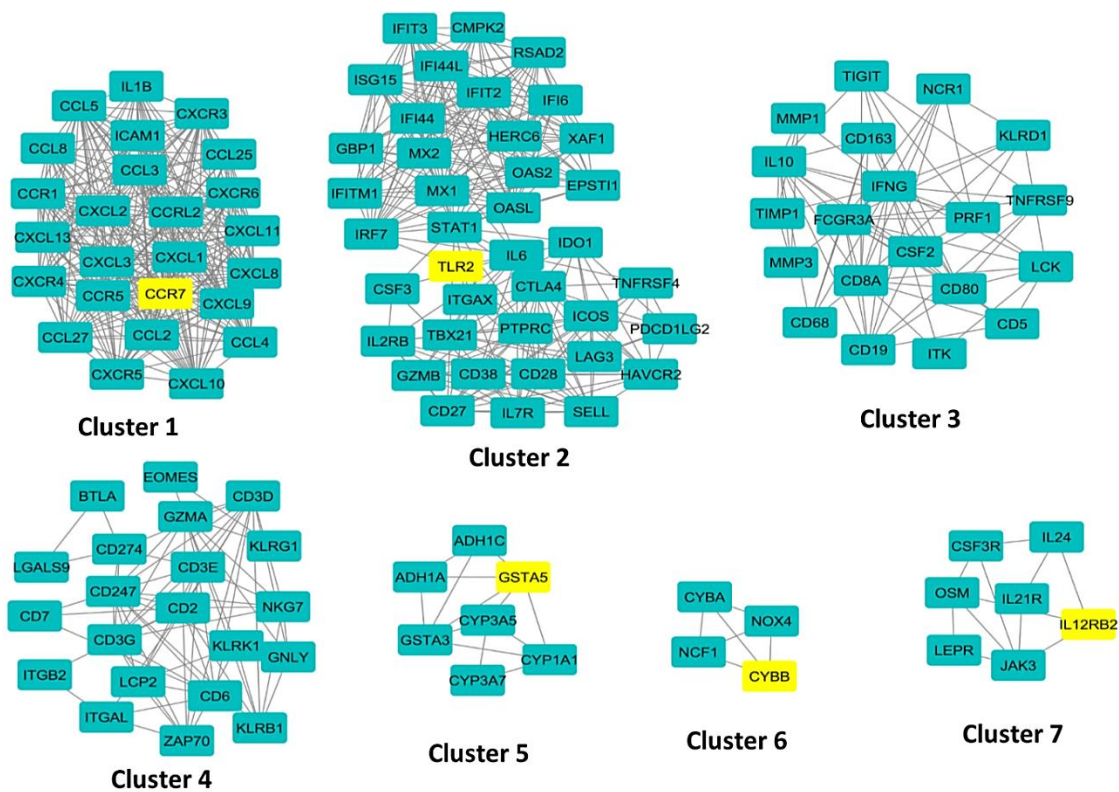 IL1B
CCL5
CXCR3
ICAM1
CCL8
CCL25
CCL3
CCR1
CXCR6
CXCL2
CCRL2
CXCL13
CXCL11
CXCL3
CXCL1
CXCR4
CXCL8
CCR5
CCR7
CXCL9
CCL27
CCL2
CCL4
CXCR5
CXCL10
Cluster 1
IFIT3
CMPK2
RSAD2
IFI44L
ISG15
IFIT2
IFI6
IFI44
HERC6
XAF1
GBP1
MX2
OAS2
IFITM1
MX1
EPSTI1
OASL
IRF7
STAT1
IDO1
IL6
TLR2
CSF3
ITGAX
CTLA4
TNFRSF4
ICOS
IL2RB
TBX21
PTPRC
PDCD1LG2
LAG3
GZMB
CD38
CD28
HAVCR2
CD27
IL7R
SELL
Cluster 2
TIGIT
NCR1
MMP1
CD163
KLRD1
IL10
IFNG
TNFRSF9
TIMP1
FCGR3A
PRF1
CSF2
MMP3
CD8A
CD80
LCK
CD68
CD5
CD19
ITK
Cluster 3
EOMES
BTLA
CD3D
GZMA
CD274
KLRG1
LGALS9
CD3E
CD247
CD2
NKG7
CD7
CD3G
KLRK1
GNLY
ITGB2
LCP2
CD6
ITGAL
KLRB1
ZAP70
Cluster 4
ADH1C
ADH1A
GSTA5
CYP3A5
GSTA3
CYP1A1
CYP3A7
Cluster 5
CYBA
NOX4
NCF1
CYBB
Cluster 6
IL24
CSF3R
OSM
IL21R
IL12RB2
LEPR
JAK3
Cluster 7